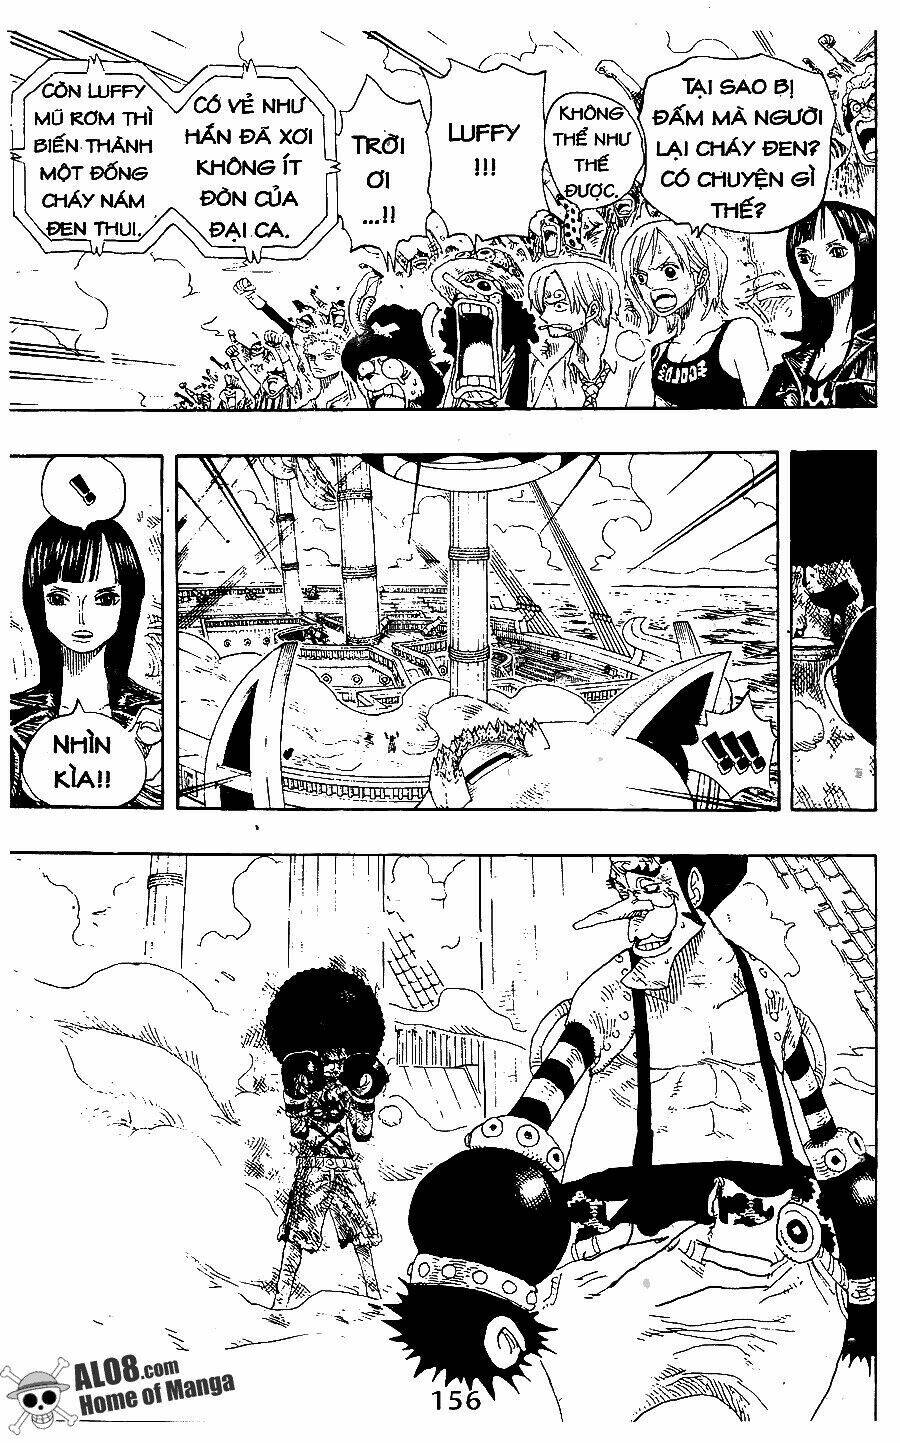 TẠI SAO BỊ
ĐẤM MÀ NGƯỜI
LẠI CHÁY ĐEN?
CÓ CHUYỆN GÌ
THẾ?
KHÔNG
THỂ NHƯ
THẾ
ĐƯỢC.
LUFFY
!!!
TRỜI
ƠI
...!!
CÓ VẺ NHƯ
HẮN ĐÃ XƠI
KHÔNG ÍT
ĐÒN CỦA
ĐẠI CA.
CÒN LUFFY
MŨ RƠM THÌ
BIẾN THÀNH
MỘT ĐỐNG
CHÁY NÁM
ĐEN THUI.
!!!!
!
NHÌN
KÌA!!
156
ALO8.com
Home of Manga